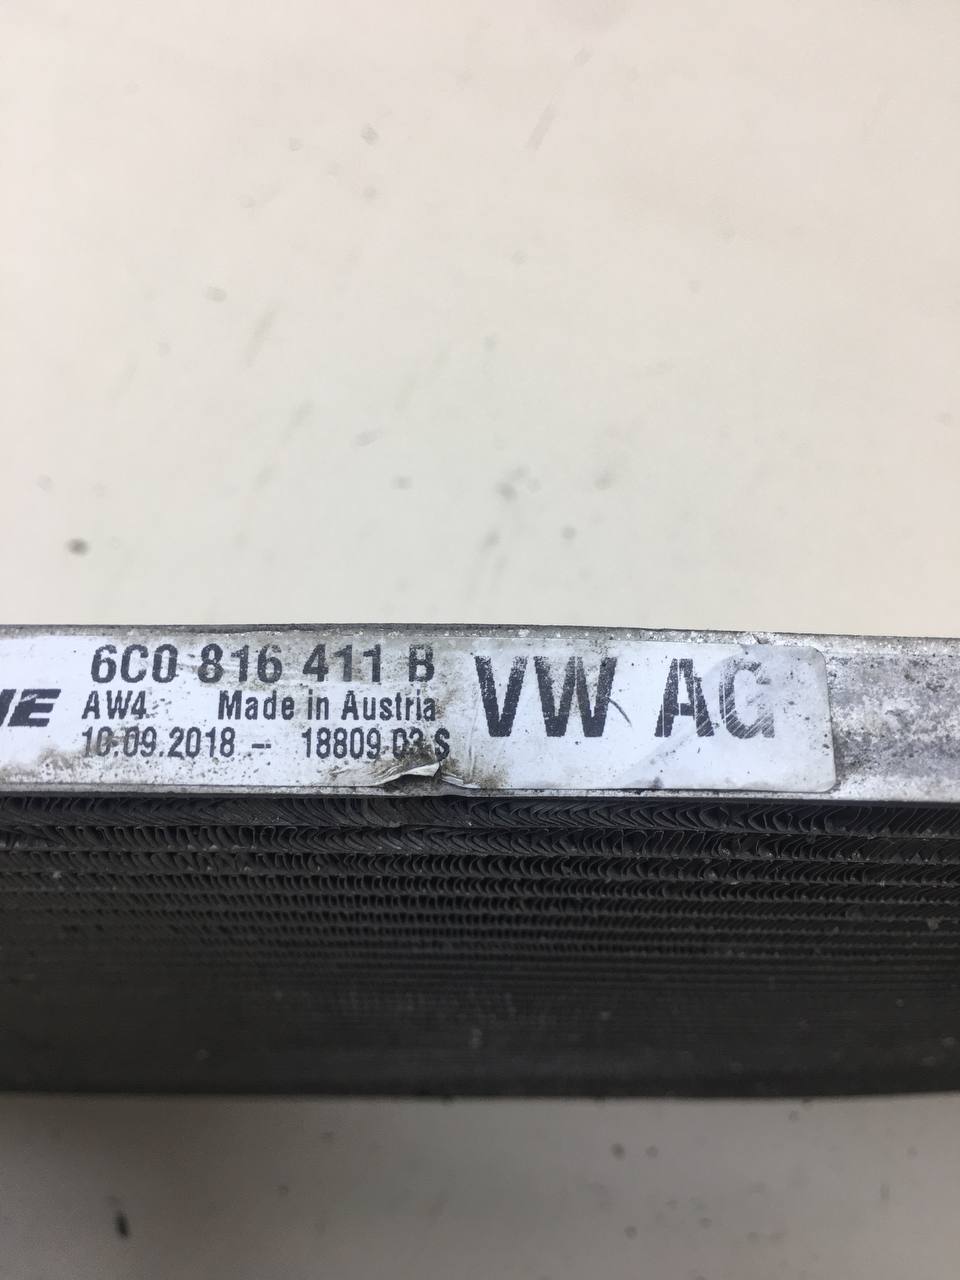 6C0 816 411 B
AW4 Made in Austria
10.09.2018 - 18809 03 S
VW AG